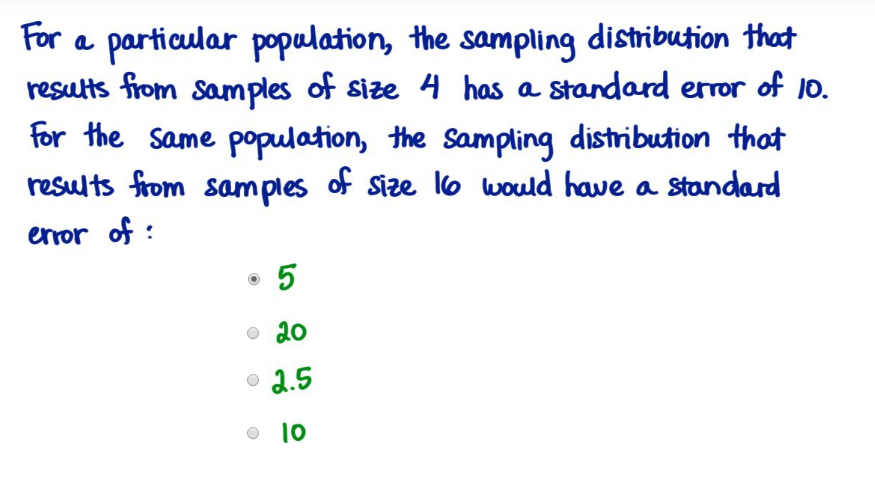 For a particular population, the sampling distribution that
results from samples of size 4 has a standard error of 10.
For the same population, the sampling distribution that
results from samples of size 16 would have a standard
error of :
5
20
2.5
10